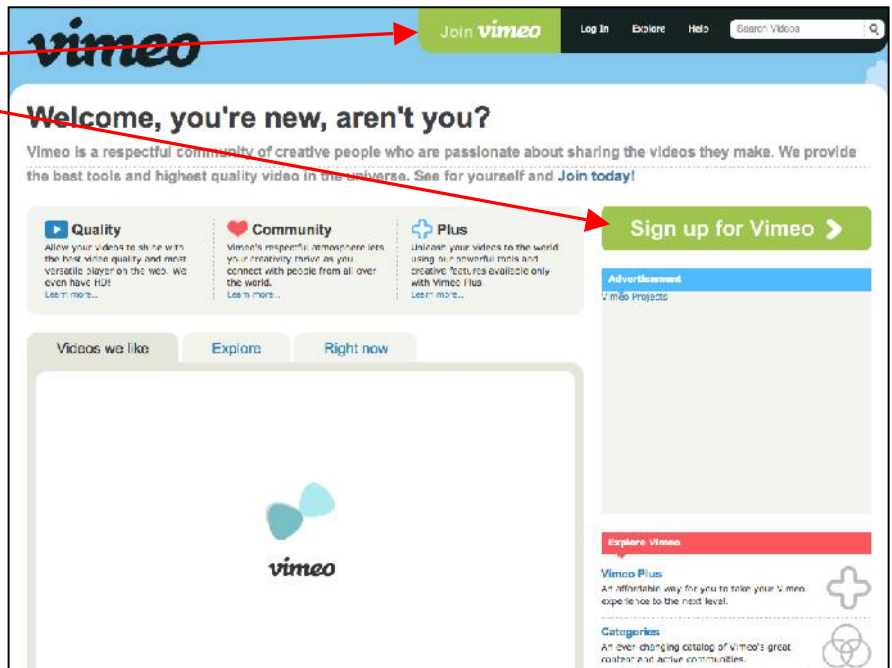 vimeo
Join vimeo
Log In Explore Help Search Videos
Welcome, you're new, aren't you?
Vimeo is a respectful community of creative people who are passionate about sharing the videos they make. We provide
the best tools and highest quality video in the universe. See for yourself and Join today!
Quality
Allow your videos to shine with
the best video quality and most
versatile player on the web. We
even have HD!
Learn more...
Community
Vimeo's respectful atmosphere lets
your creativity thrive as you
connect with people from all over
the world.
Learn more...
Plus
Unleash your videos to the world
using our powerful tools and
creative features available only
with Vimeo Plus
Learn more...
Sign up for Vimeo
Advertisement
Vimeo Projects
Videos we like Explore Right now
vimeo
Explore Vimeo
Vimeo Plus
An affordable way for you to take your Vimeo
experience to the next level.
Categories
An ever-changing catalog of Vimeo's great
content and active communities.